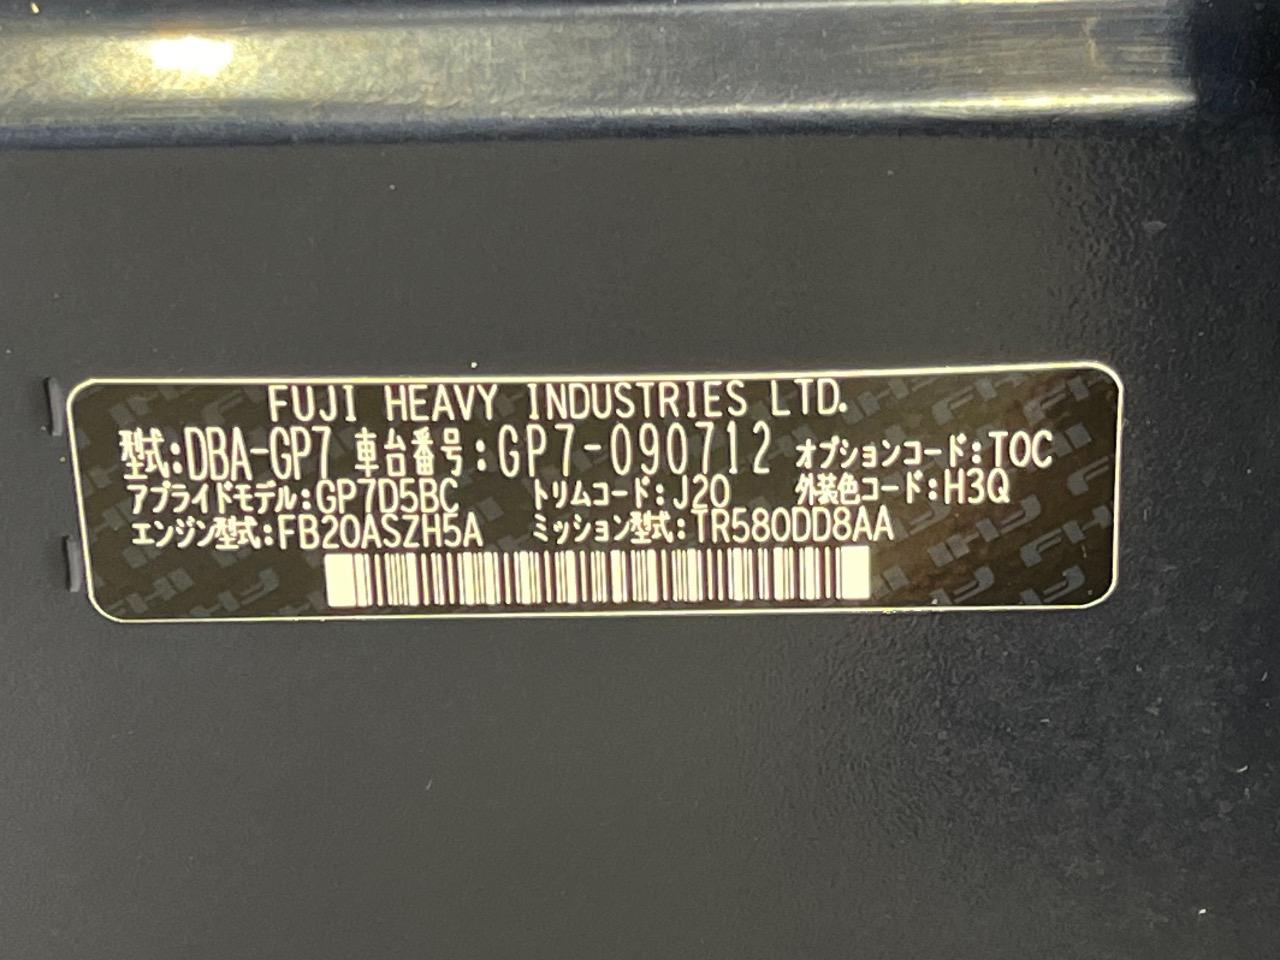 FUJI HEAVY INDUSTRIES LTD.
型式:DBA-GP7 車台番号:GP7-090712 オプションコード:TOC
アプライドモデル:GP7D5BC トリムコード:J20 外装色コード:H3Q
エンジン型式:FB20ASZH5A ミッション型式:TR580DD8AA